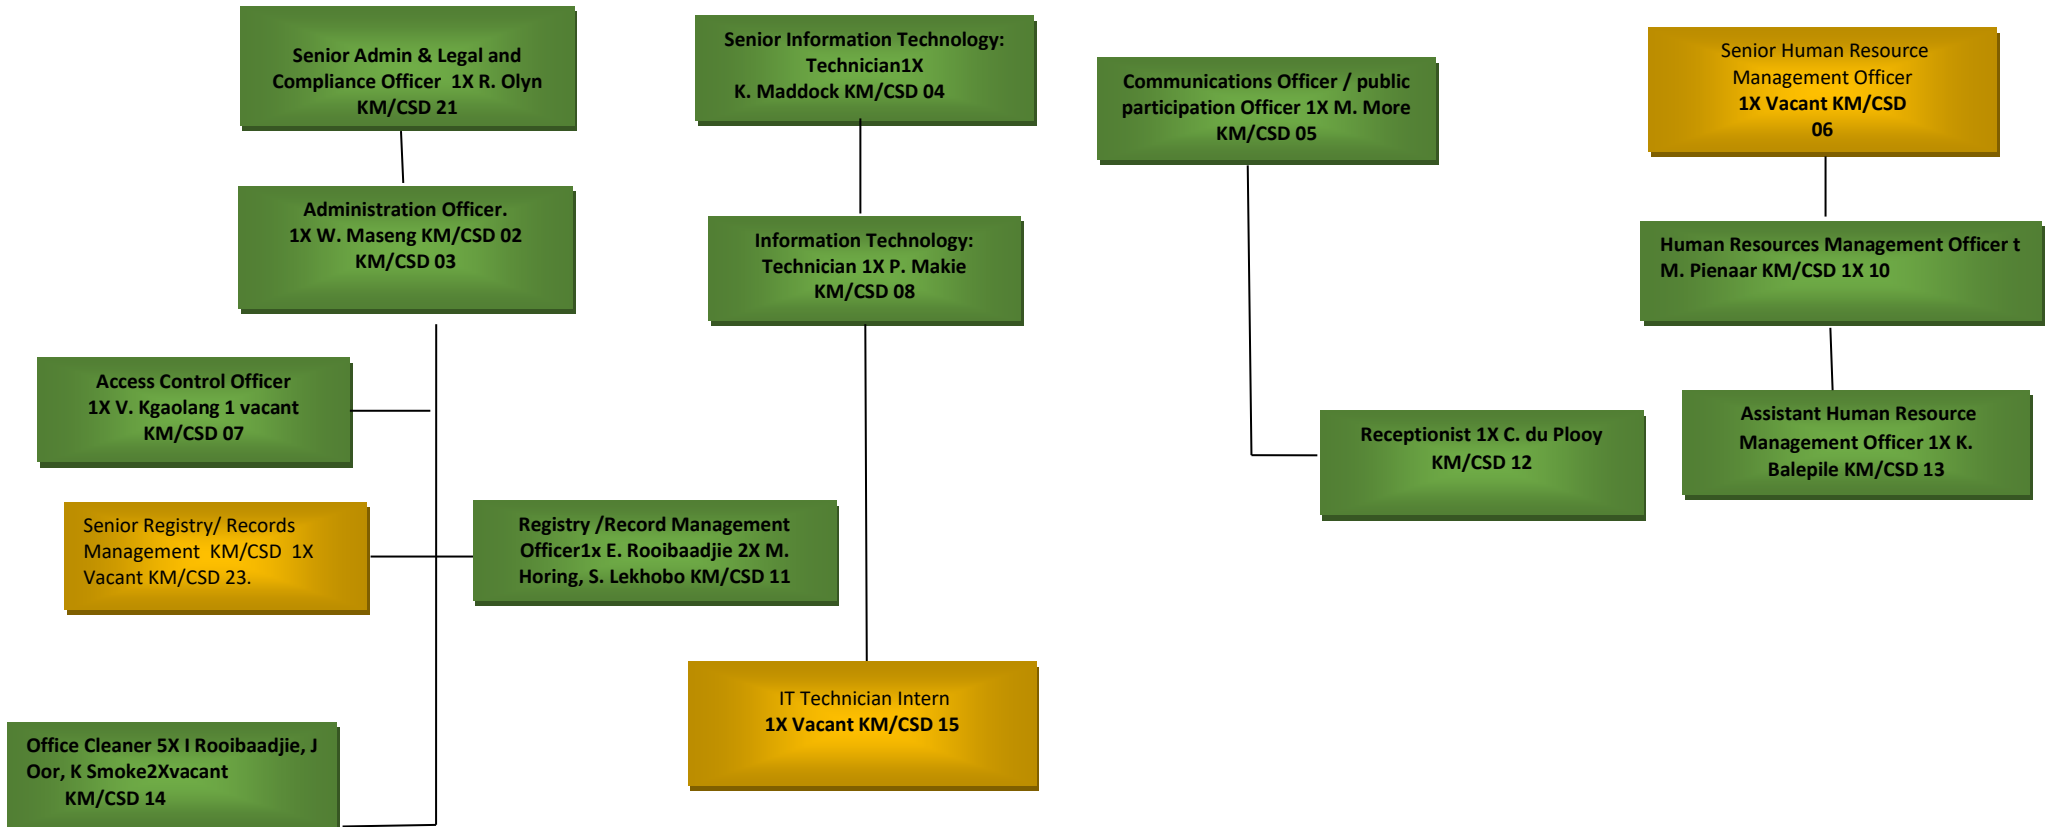 Senior Admin & Legal and
Compliance Officer 1X R. Olyn
KM/CSD 21
Senior Information Technology:
Technician1X
K. Maddock KM/CSD 04
Communications Officer / public
participation Officer 1X M. More
KM/CSD 05
Senior Human Resource
Management Officer
1X Vacant KM/CSD
06
Administration Officer.
1X W. Maseng KM/CSD 02
KM/CSD 03
Information Technology:
Technician 1X P. Makie
KM/CSD 08
Human Resources Management Officer t
M. Pienaar KM/CSD 1X 10
Access Control Officer
1X V. Kgaolang 1 vacant
KM/CSD 07
Receptionist 1X C. du Plooy
KM/CSD 12
Assistant Human Resource
Management Officer 1X K.
Balepile KM/CSD 13
Senior Registry/ Records
Management KM/CSD 1X
Vacant KM/CSD 23.
Registry /Record Management
Officer1x E. Rooibaadjie 2X M.
Horing, S. Lekhobo KM/CSD 11
IT Technician Intern
1X Vacant KM/CSD 15
Office Cleaner 5X I Rooibaadjie, J
Oor, K Smoke2Xvacant
KM/CSD 14